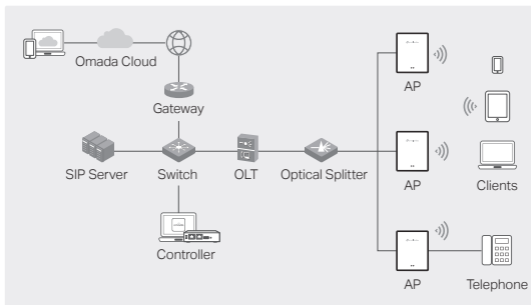 Omada Cloud
Gateway
AP
SIP Server
Switch
OLT
Optical Splitter
AP
Clients
Controller
AP
Telephone